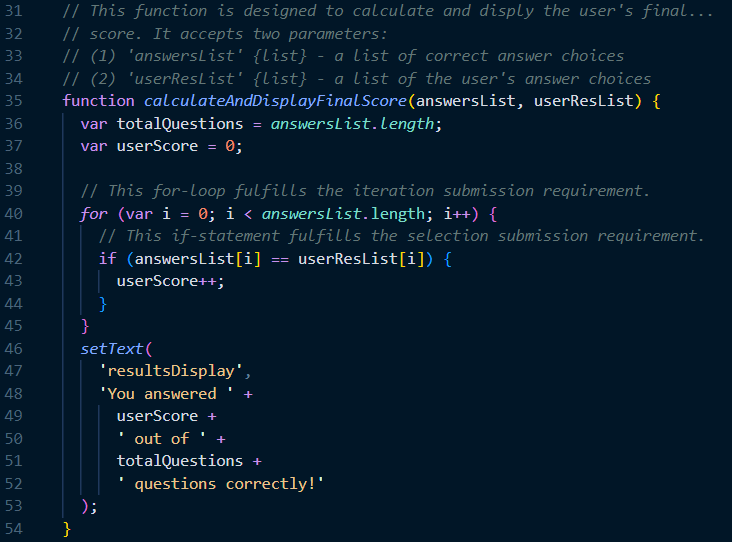 31 // This function is designed to calculate and disply the user's final...
32 // score. It accepts two parameters:
33 // (1) 'answersList' {list} - a list of correct answer choices
34 // (2) 'userResList' {list} - a list of the user's answer choices
35 function calculateAndDisplayFinalScore(answersList, userResList) {
36   var totalQuestions = answersList.length;
37   var userScore = 0;
38
39   // This for-loop fulfills the iteration submission requirement.
40   for (var i = 0; i < answersList.length; i++) {
41     // This if-statement fulfills the selection submission requirement.
42     if (answersList[i] == userResList[i]) {
43       userScore++;
44     }
45   }
46   setText(
47     'resultsDisplay',
48     'You answered ' +
49       userScore +
50       ' out of ' +
51       totalQuestions +
52       ' questions correctly!'
53   );
54 }